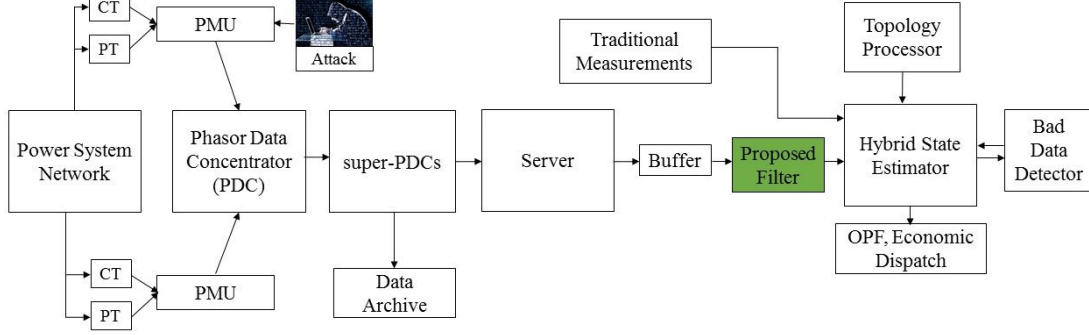 CT
PT
PMU
Attack
Power System
Network
Phasor Data
Concentrator
(PDC)
super-PDCs
Data
Archive
Server
Buffer
Proposed
Filter
Traditional
Measurements
Topology
Processor
Hybrid State
Estimator
Bad
Data
Detector
OPF, Economic
Dispatch
CT
PT
PMU